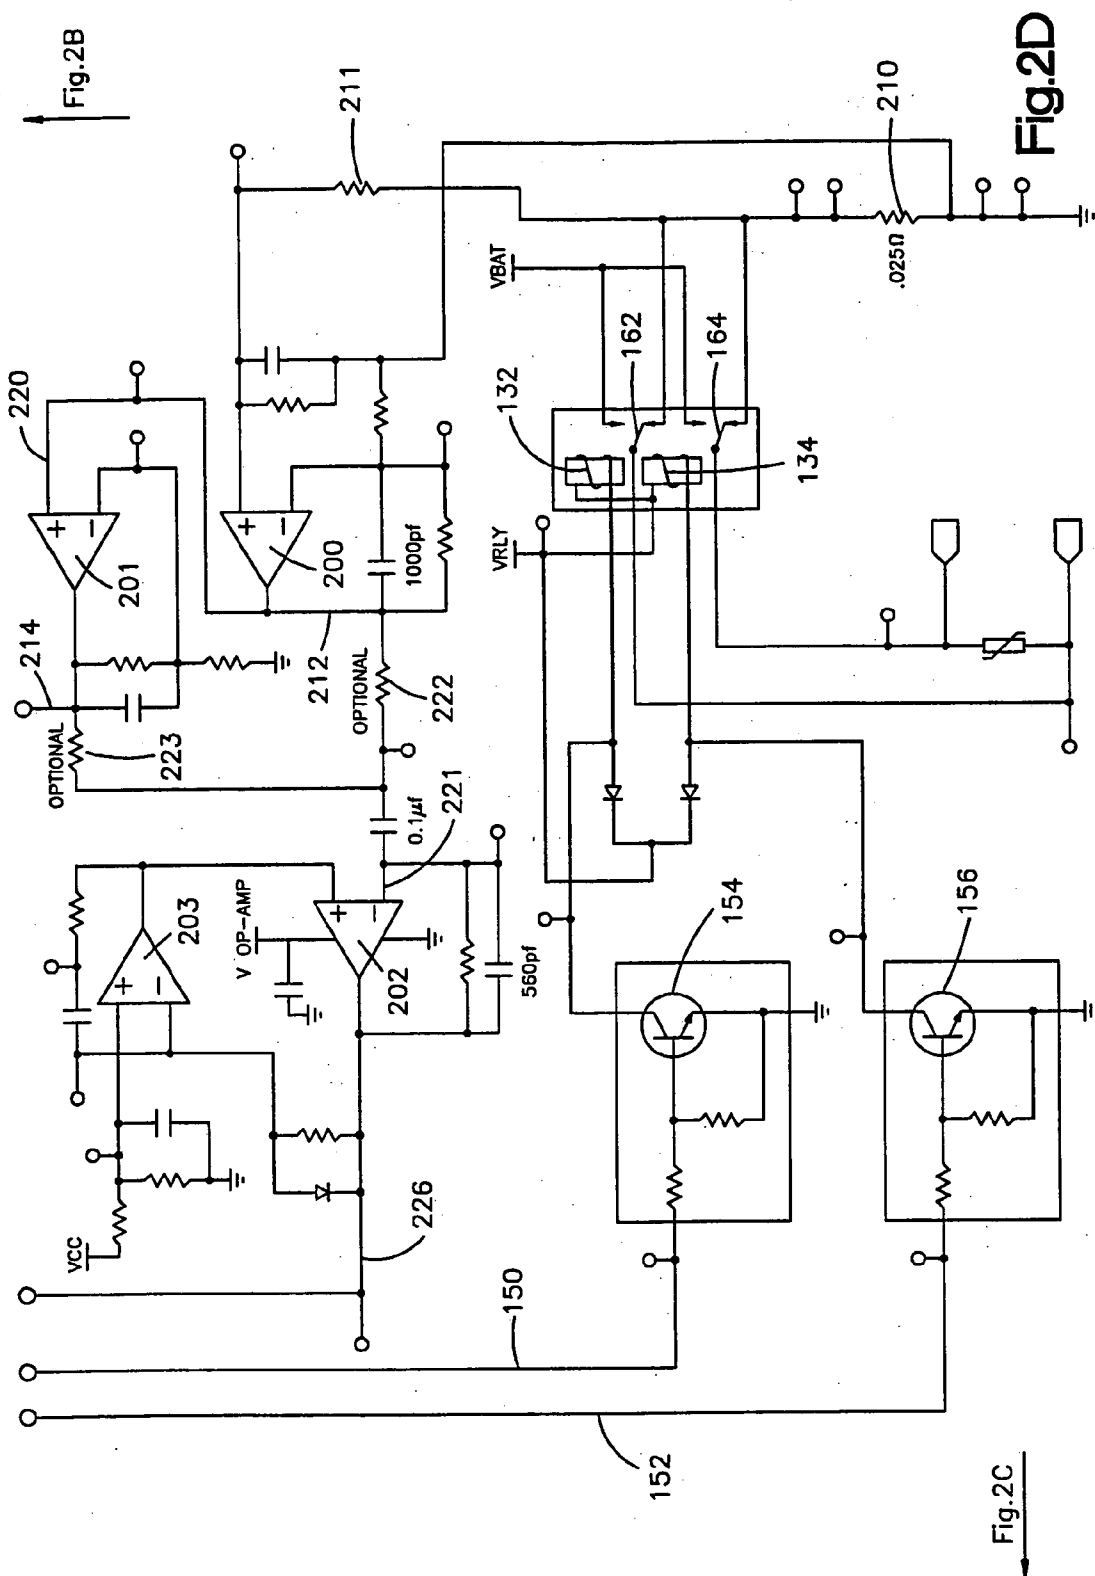 Fig.2B
211
210
Fig.2D
.025Ω
VBAT
162
164
132
134
220
+
−
201
+
−
200
1000pf
VRLY
214
212
OPTIONAL
222
OPTIONAL
223
0.1µf
221
203
+
−
V OP-AMP
+
−
202
560pf
154
156
VCC
226
150
152
Fig.2C